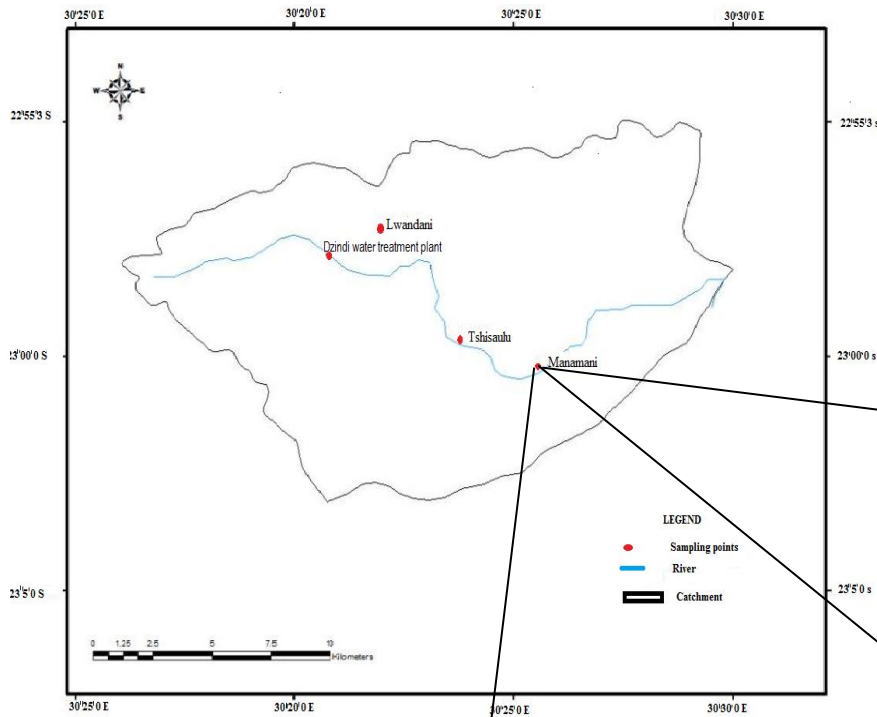 30°25'0 E 30°20'0 E 30°25'0 E 30°30'0 E
N
W E
S
22°55'3 S 22°55'3 S
Lwandani
Dzindi water treatment plant
Tshisaulu
Manamani
23°00'0 S 23°00'0 S
LEGEND
Sampling points
River
Catchment
23°5'0 S 23°5'0 s
0 1.25 2.5 5 7.5 10
Kilometers
30°25'0 E 30°20'0 E 30°25'0 E 30°30'0 E